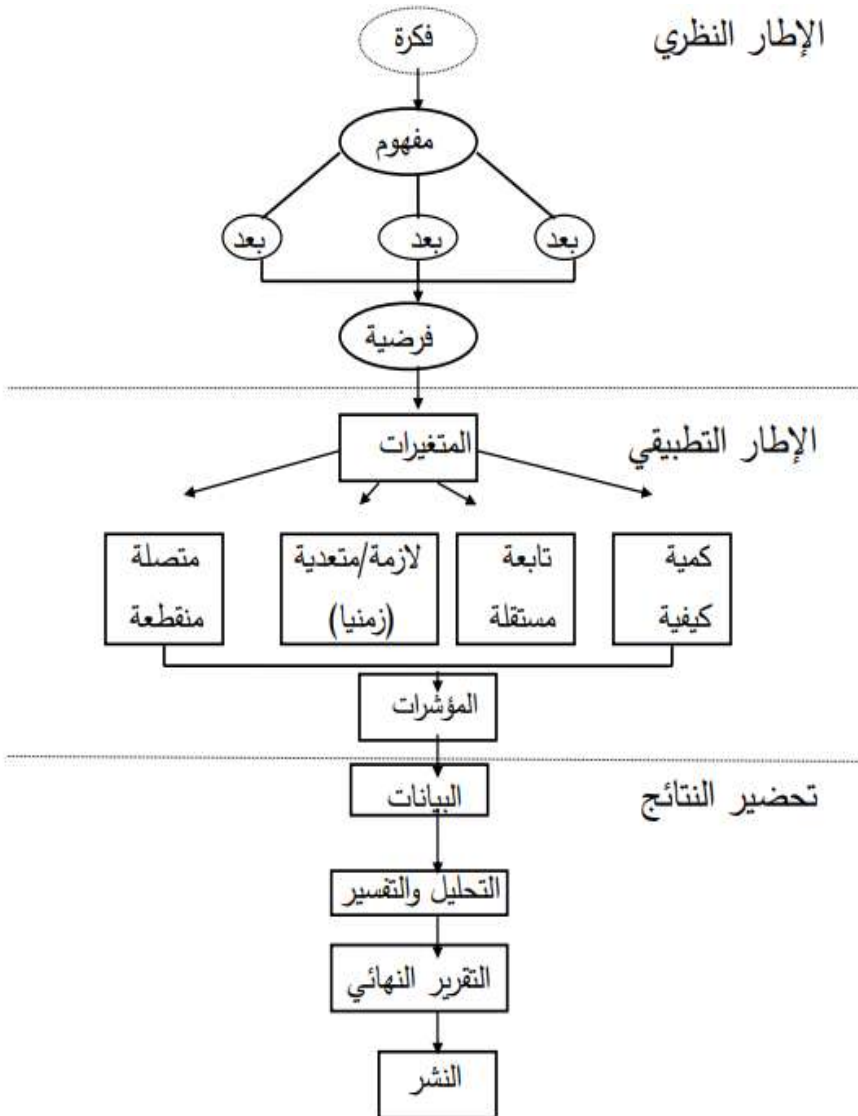 الإطار النظري
فكرة
مفهوم
بعد
بعد
بعد
فرضية
الإطار التطبيقي
المتغيرات
كمية
كيفية
تابعة
مستقلة
لازمة/متعدية
(زمنيا)
متصلة
منقطعة
المؤشرات
تحضير النتائج
البيانات
التحليل والتفسير
التقرير النهائي
النشر